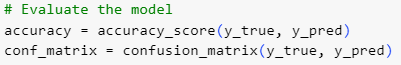 # Evaluate the model
accuracy = accuracy_score(y_true, y_pred)
conf_matrix = confusion_matrix(y_true, y_pred)